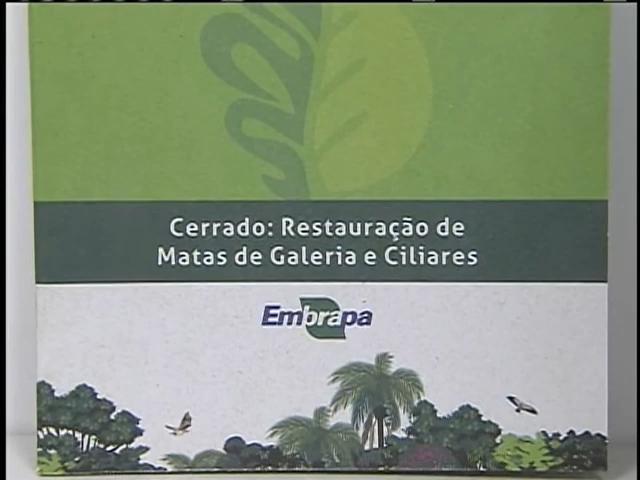 Cerrado: Restauração de
Matas de Galeria e Ciliares
Embrapa